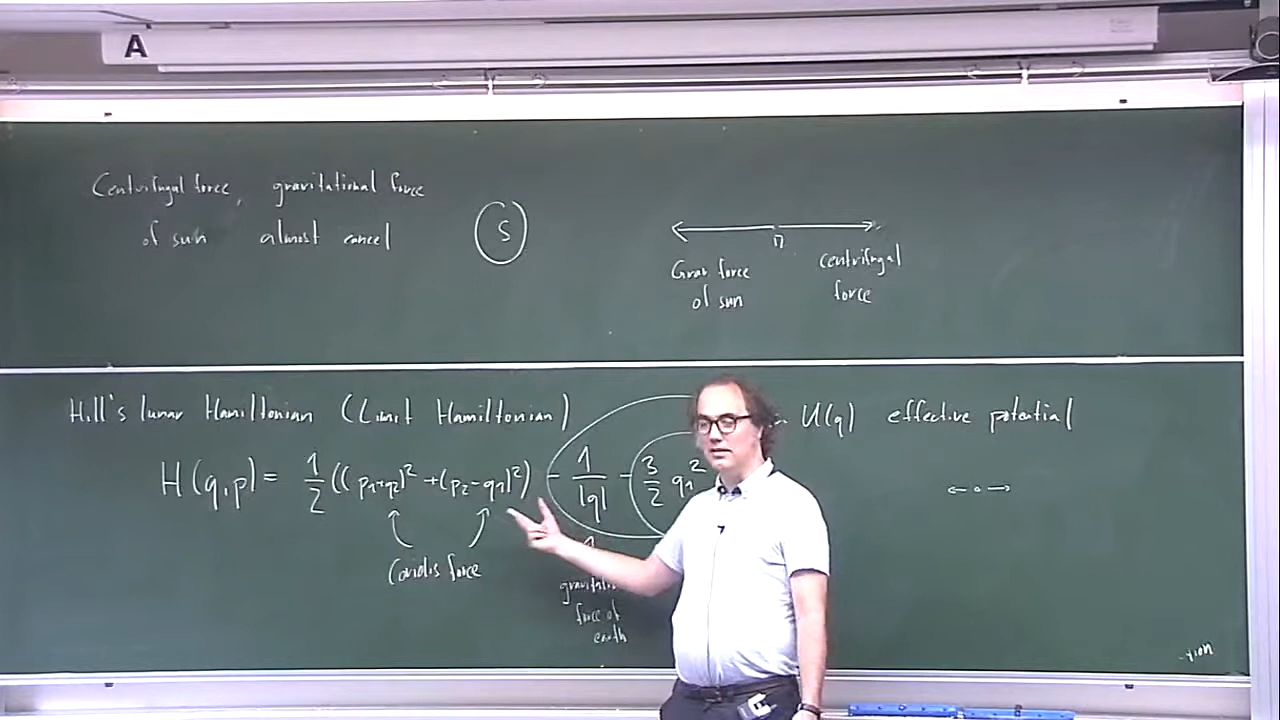 A
Centrifugal force, gravitational force
of sun almost cancel
S
Grav force
of sun
centrifugal
force
Hill's lunar Hamiltonian (Limit Hamiltonian)
U(q) effective potential
H(q,p) = 1/2((p1+q2)² + (p2-q1)²) - 1/|q| - 3/2 q1²
Coriolis force
force of
earth